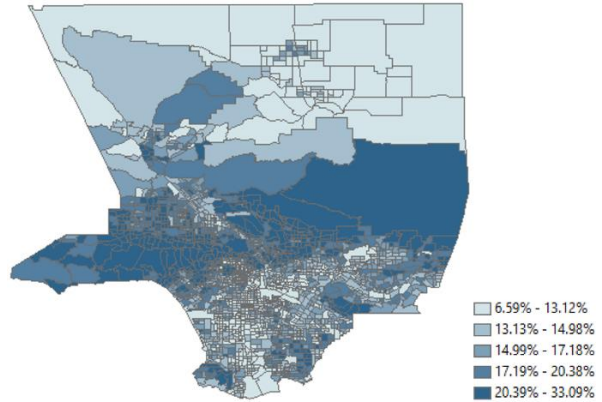 6.59% - 13.12%
13.13% - 14.98%
14.99% - 17.18%
17.19% - 20.38%
20.39% - 33.09%